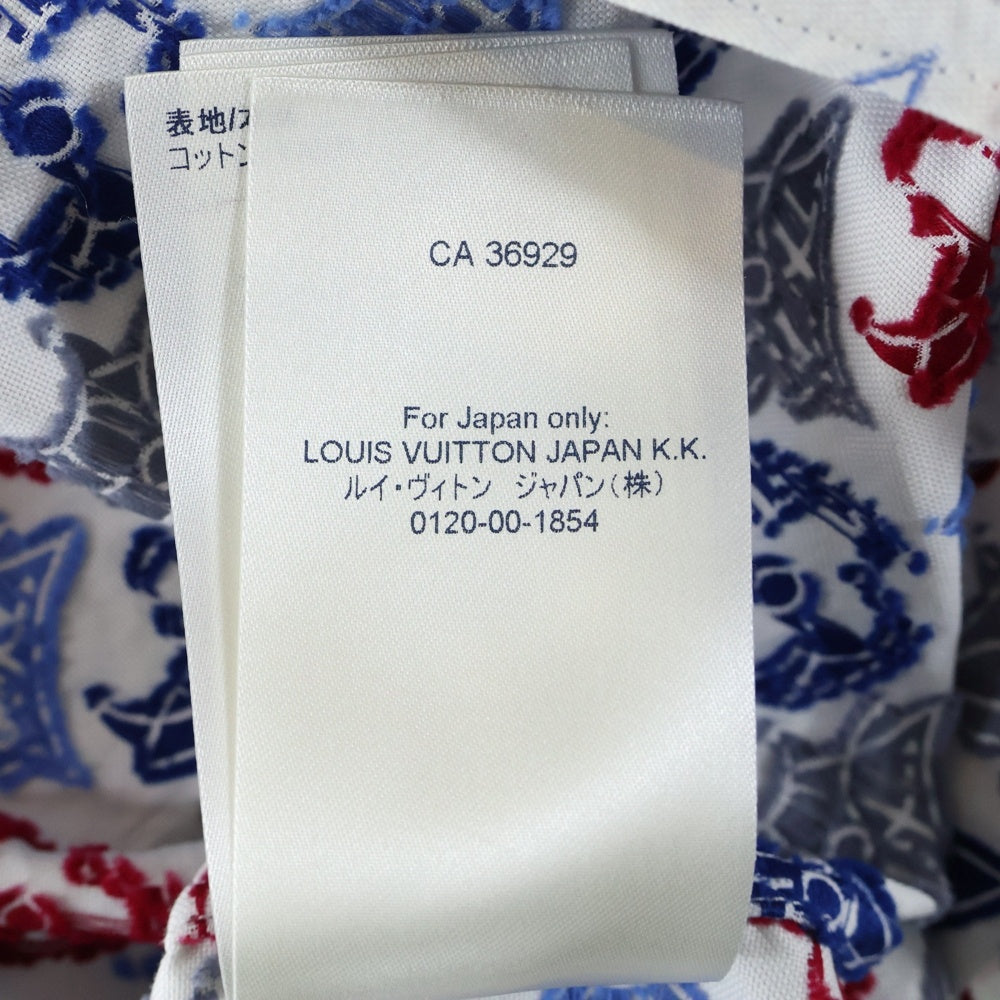 表地/
コットン
CA 36929
For Japan only:
LOUIS VUITTON JAPAN K.K.
ルイ・ヴィトン ジャパン(株)
0120-00-1854